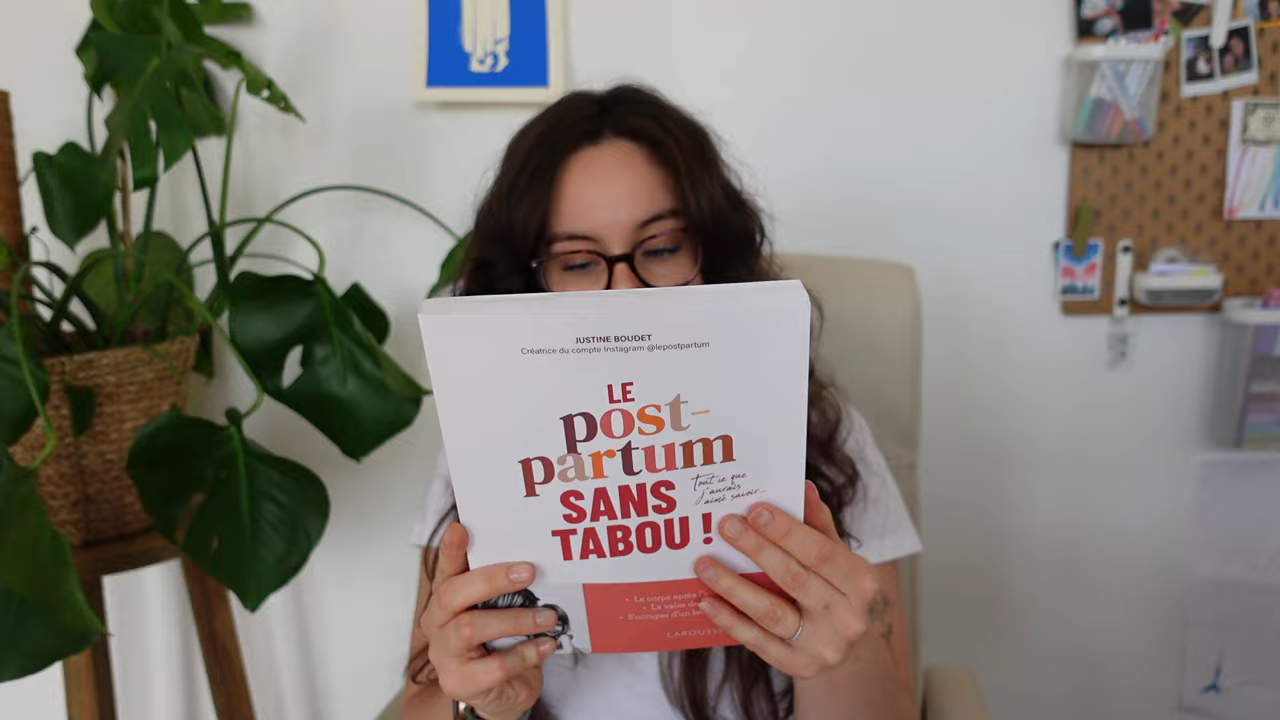 JUSTINE BOUDET
Créatrice du compte Instagram @lepostpartum
LE
post-
partum
SANS
TABOU !
Tout ce que
j'aurais
aimé savoir...
• Le corps après
• La valse
• S'occuper d'un
LAROUSSE